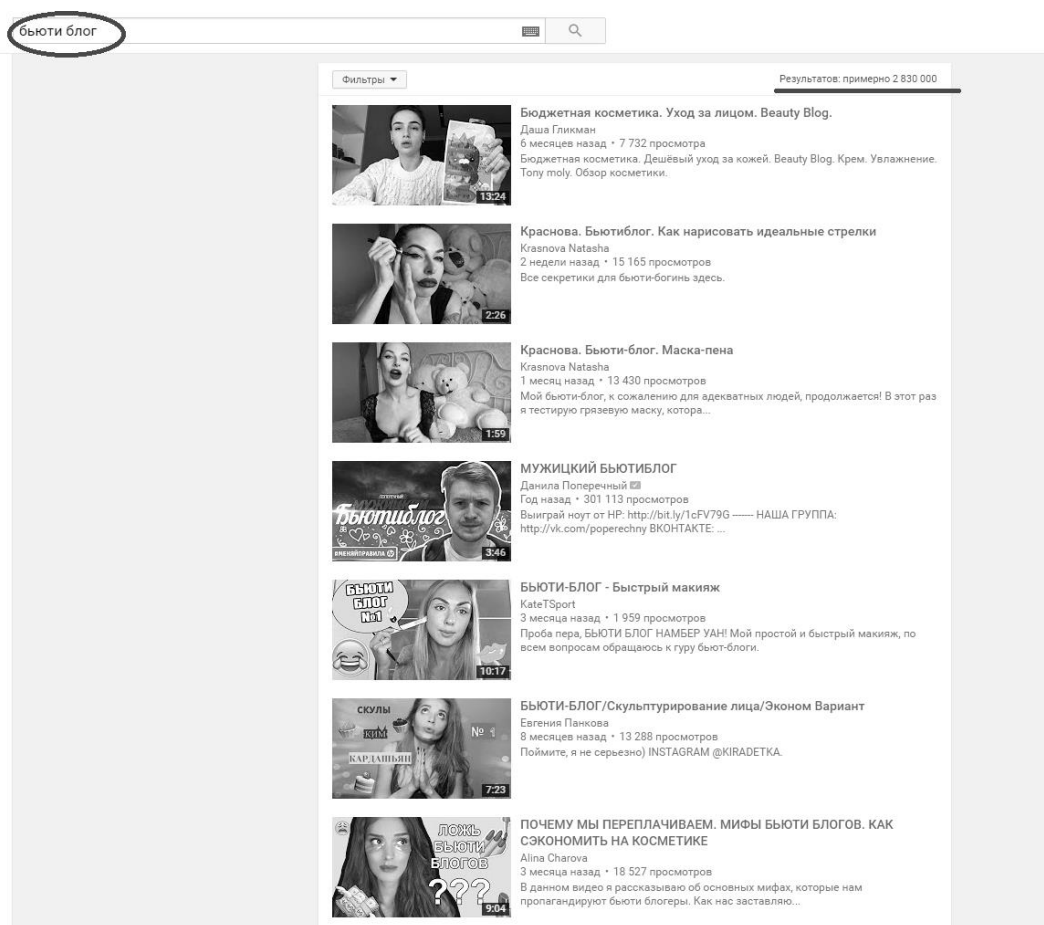 бьюти блог
Фильтры
Результатов: примерно 2 830 000
13:24
Бюджетная косметика. Уход за лицом. Beauty Blog.
Даша Гликман
6 месяцев назад • 7 732 просмотра
Бюджетная косметика. Дешёвый уход за кожей. Beauty Blog. Крем. Увлажнение.
Tony moly. Обзор косметики.
2:26
Краснова. Бьютиблог. Как нарисовать идеальные стрелки
Krasnova Natasha
2 недели назад • 15 165 просмотров
Все секретики для бьюти-богинь здесь.
1:59
Краснова. Бьюти-блог. Маска-пена
Krasnova Natasha
1 месяц назад • 13 430 просмотров
Мой бьюти-блог, к сожалению для адекватных людей, продолжается! В этот раз
я тестирую грязевую маску, котора...
ПОПЕРЕЧНЫЙ
МУЖИЦКИЙ
Бьютиблог
#МЕНЯЙПРАВИЛА
3:46
МУЖИЦКИЙ БЬЮТИБЛОГ
Данила Поперечный
Год назад • 301 113 просмотров
Выиграй ноут от HP: http://bit.ly/1cFV79G ------- НАША ГРУППА:
http://vk.com/poperechny ВКОНТАКТЕ: ...
БЬЮТИ
БЛОГ
№1
10:17
БЬЮТИ-БЛОГ - Быстрый макияж
KateTSport
3 месяца назад • 1 959 просмотров
Проба пера, БЬЮТИ БЛОГ НАМБЕР УАН! Мой простой и быстрый макияж, по
всем вопросам обращаюсь к гуру бьют-блоги.
СКУЛЫ
КИМ
КАРДАШЬЯН
№ 1
7:23
БЬЮТИ-БЛОГ/Скульптурирование лица/Эконом Вариант
Евгения Панкова
8 месяцев назад • 13 288 просмотров
Поймите, я не серьезно) INSTAGRAM @KIRADETKA.
ЛОЖЬ
БЬЮТИ
БЛОГОВ
???
9:04
ПОЧЕМУ МЫ ПЕРЕПЛАЧИВАЕМ. МИФЫ БЬЮТИ БЛОГОВ. КАК
СЭКОНОМИТЬ НА КОСМЕТИКЕ
Alina Charova
3 месяца назад • 18 527 просмотров
В данном видео я рассказываю об основных мифах, которые нам
пропагандируют бьюти блогеры. Как нас заставляю...